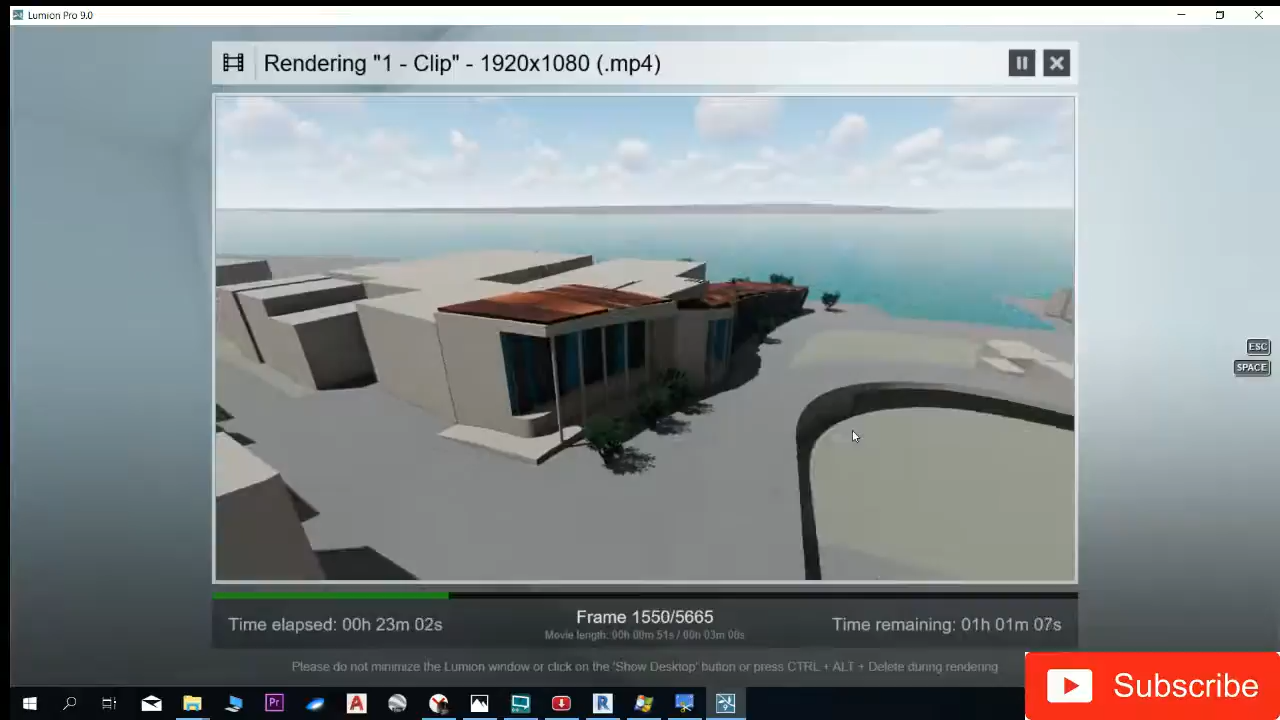 Lumion Pro 9.0
Rendering "1 - Clip" - 1920x1080 (.mp4)
ESC
SPACE
Time elapsed: 00h 23m 02s
Frame 1550/5665
Movie length: 00h 00m 51s / 00h 03m 08s
Time remaining: 01h 01m 07s
Please do not minimize the Lumion window or click on the 'Show Desktop' button or press CTRL + ALT + Delete during rendering
Subscribe
Pr
A
R